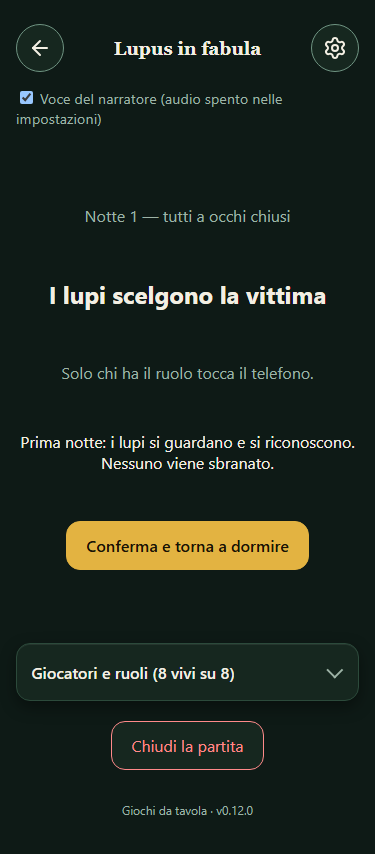 Lupus in fabula
Voce del narratore (audio spento nelle
impostazioni)
Notte 1 — tutti a occhi chiusi
I lupi scelgono la vittima
Solo chi ha il ruolo tocca il telefono.
Prima notte: i lupi si guardano e si riconoscono.
Nessuno viene sbranato.
Conferma e torna a dormire
Giocatori e ruoli (8 vivi su 8)
Chiudi la partita
Giochi da tavola · v0.12.0